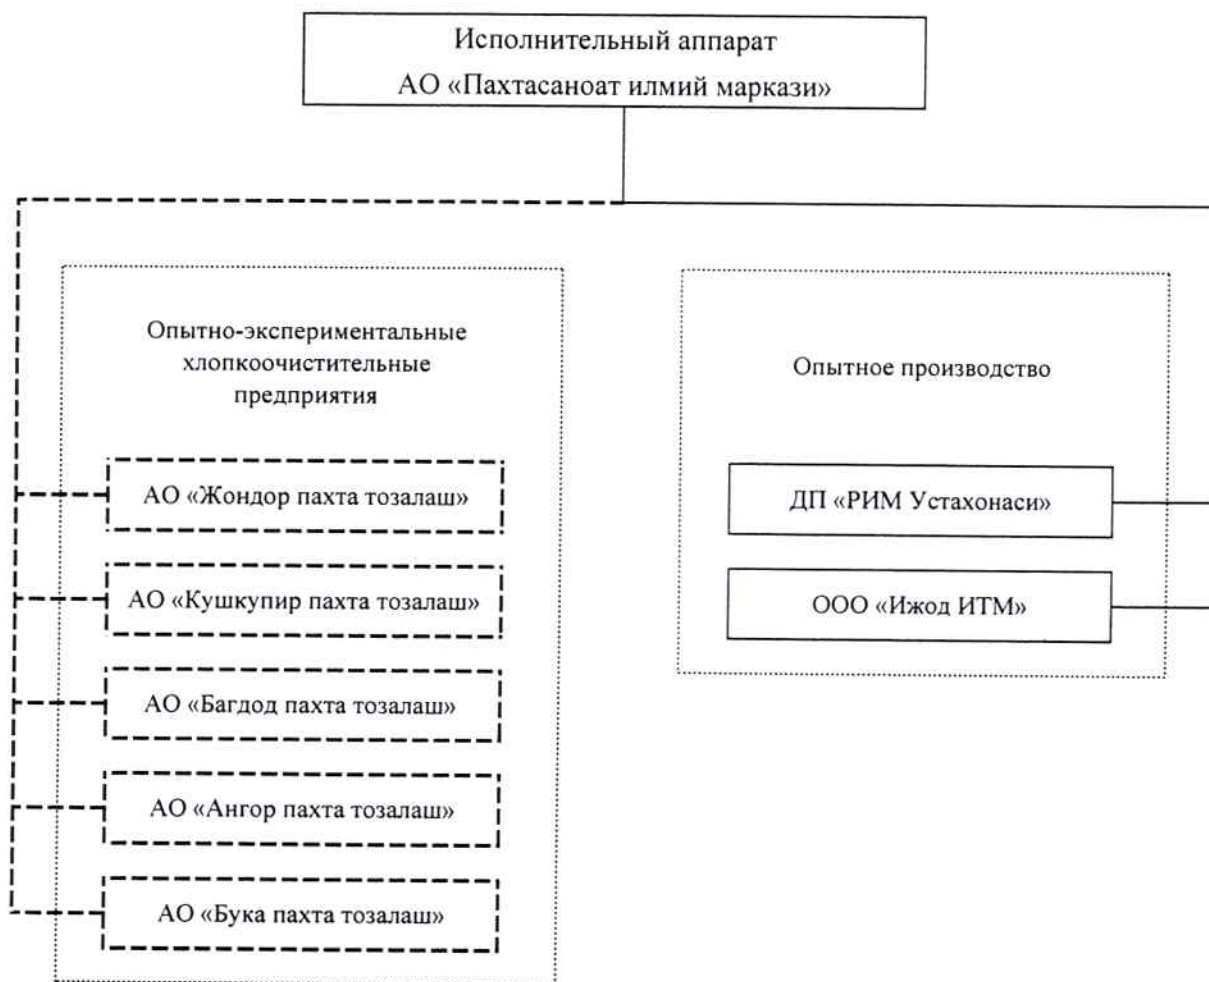 Исполнительный аппарат
АО «Пахтасаноат илмий маркази»
Опытно-экспериментальные
хлопкоочистительные
предприятия
АО «Жондор пахта тозалаш»
АО «Кушкупир пахта тозалаш»
АО «Багдод пахта тозалаш»
АО «Ангор пахта тозалаш»
АО «Бука пахта тозалаш»
Опытное производство
ДП «РИМ Устахонаси»
ООО «Ижод ИТМ»